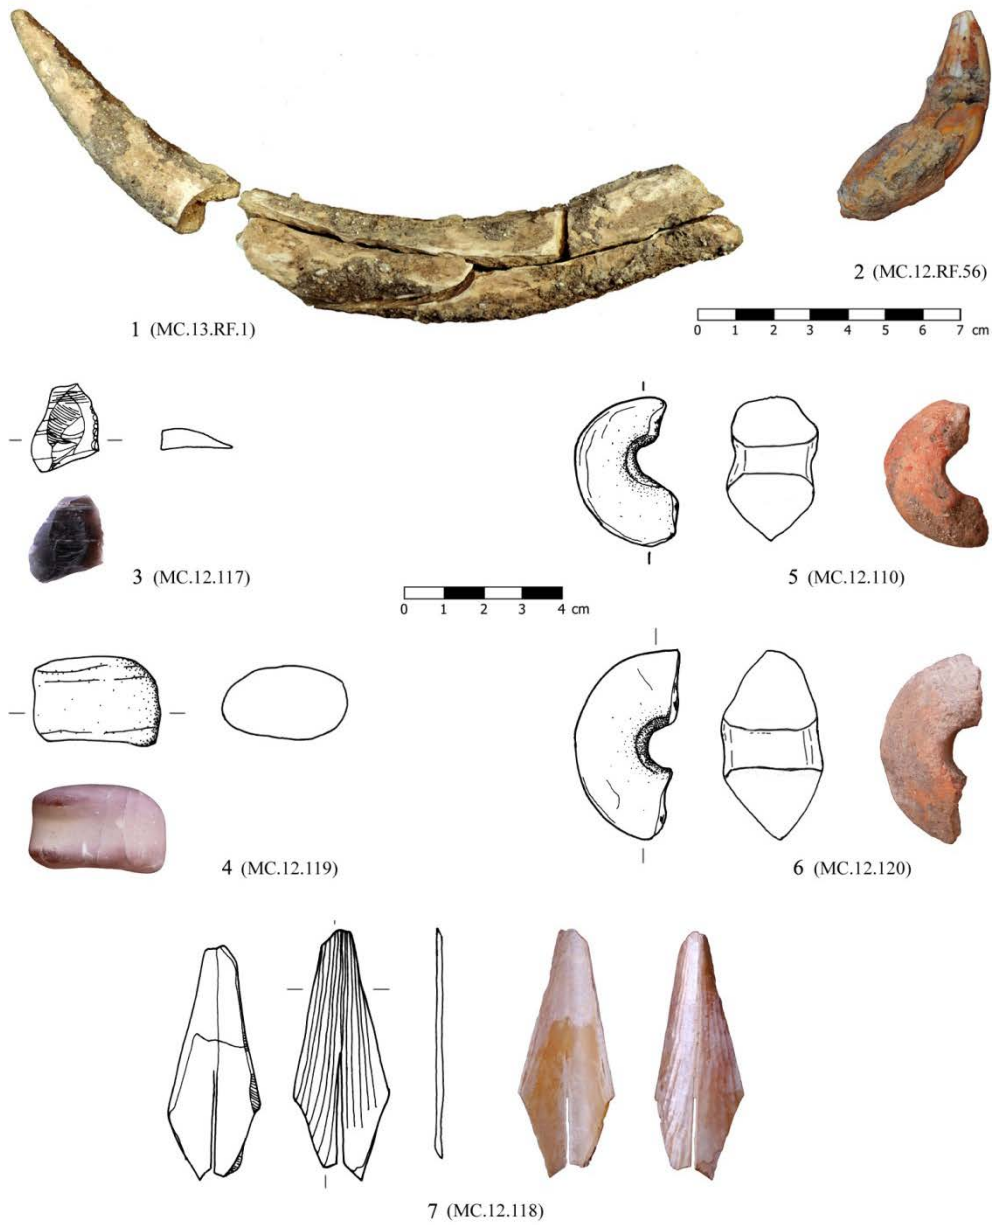 2 (MC.12.RF.56)
1 (MC.13.RF.1)
0 1 2 3 4 5 6 7 cm
3 (MC.12.117)
5 (MC.12.110)
0 1 2 3 4 cm
4 (MC.12.119)
6 (MC.12.120)
7 (MC.12.118)